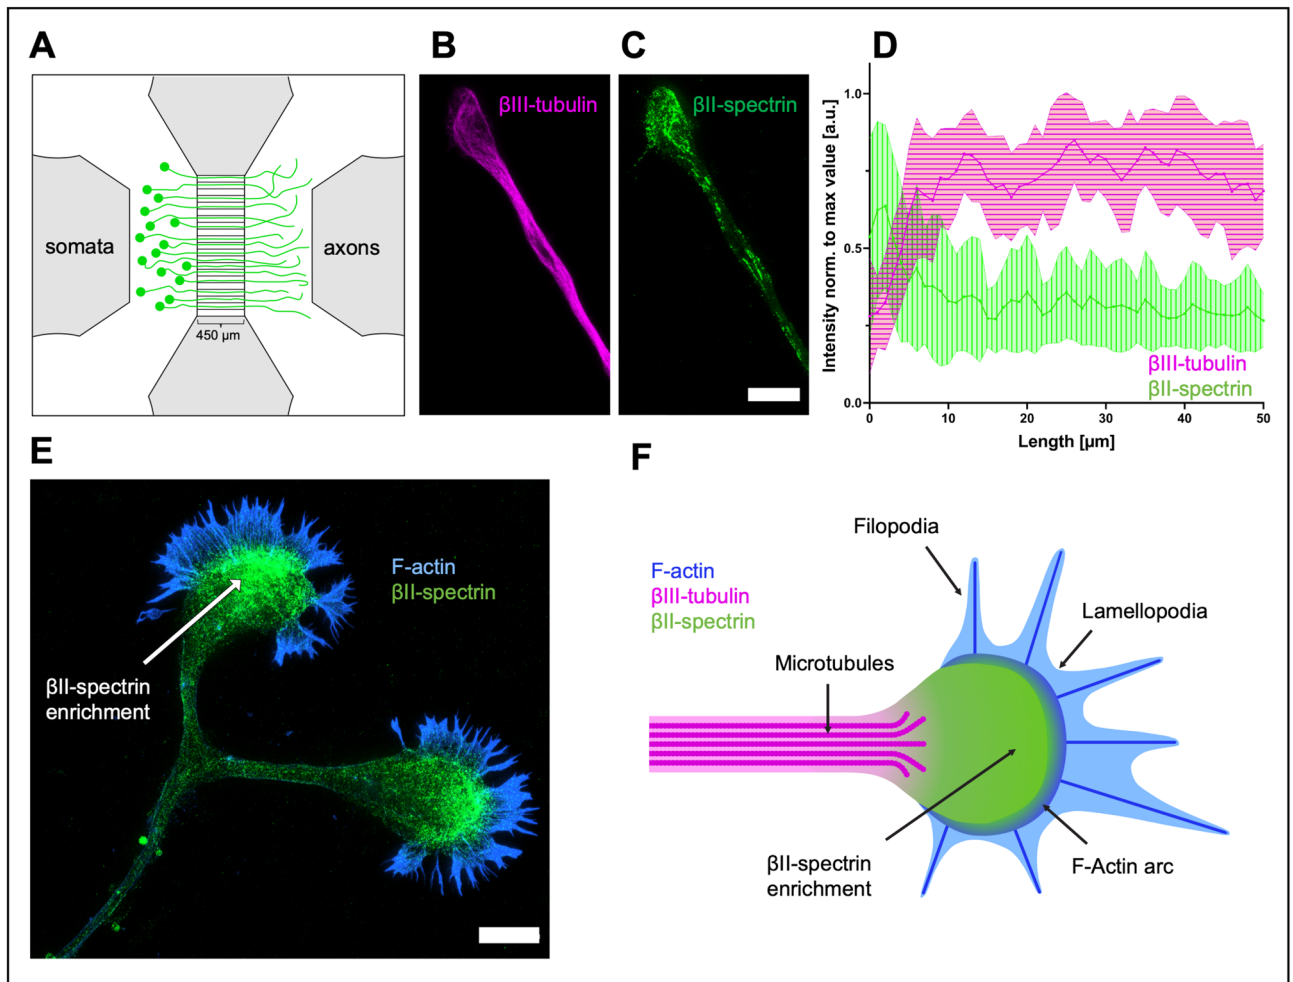 A
somata
axons
450 µm
B
βIII-tubulin
C
βII-spectrin
D
Intensity norm. to max value [a.u.]
1.0
0.5
0.0
0
10
20
30
40
50
Length [µm]
βIII-tubulin
βII-spectrin
E
F-actin
βII-spectrin
βII-spectrin
enrichment
F
F-actin
βIII-tubulin
βII-spectrin
Filopodia
Lamellopodia
Microtubules
βII-spectrin
enrichment
F-Actin arc